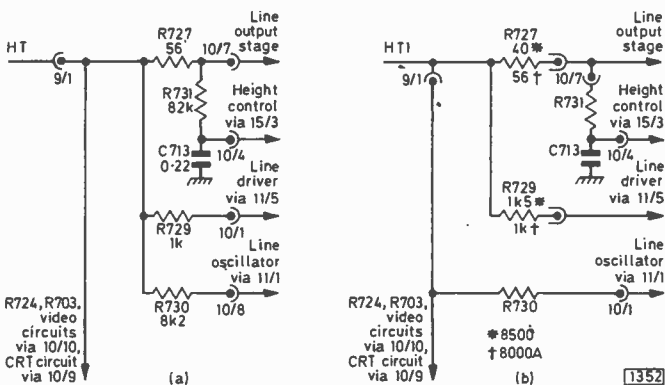 HT
9/1
R727
56
10/7
Line
output
stage
R731
82k
Height
control
via 15/3
C713
0·22
10/4
Line
driver
via 11/5
R729
1k
10/1
Line
oscillator
via 11/1
R730
8k2
10/8
R724, R703,
video
circuits
via 10/10,
CRT circuit
via 10/9
(a)
HT1
9/1
R727
40 *
56 †
10/7
Line
output
stage
R731
Height
control
via 15/3
C713
10/4
Line
driver
via 11/5
R729
1k5 *
1k †
Line
oscillator
via 11/1
R730
10/1
R724, R703,
video
circuits
via 10/10,
CRT circuit
via 10/9
* 8500
† 8000A
(b)
1352